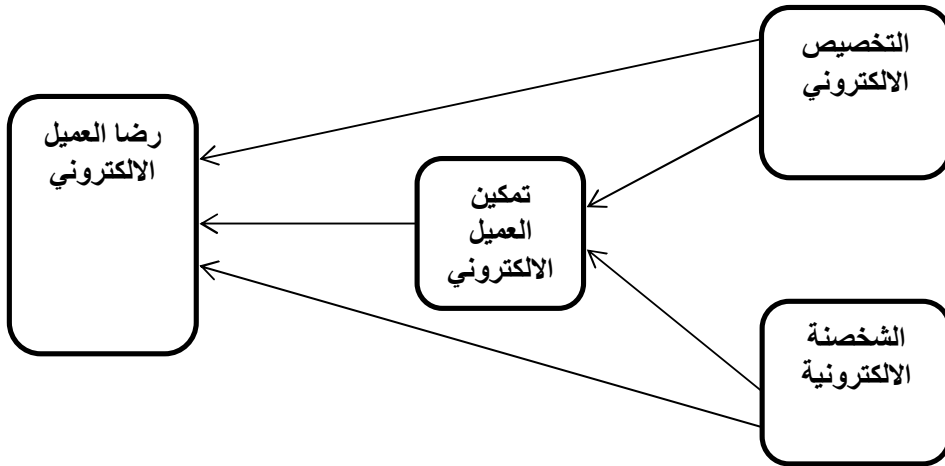 التخصيص
الالكتروني
رضا العميل
الالكتروني
تمكين
العميل
الالكتروني
الشخصنة
الالكترونية